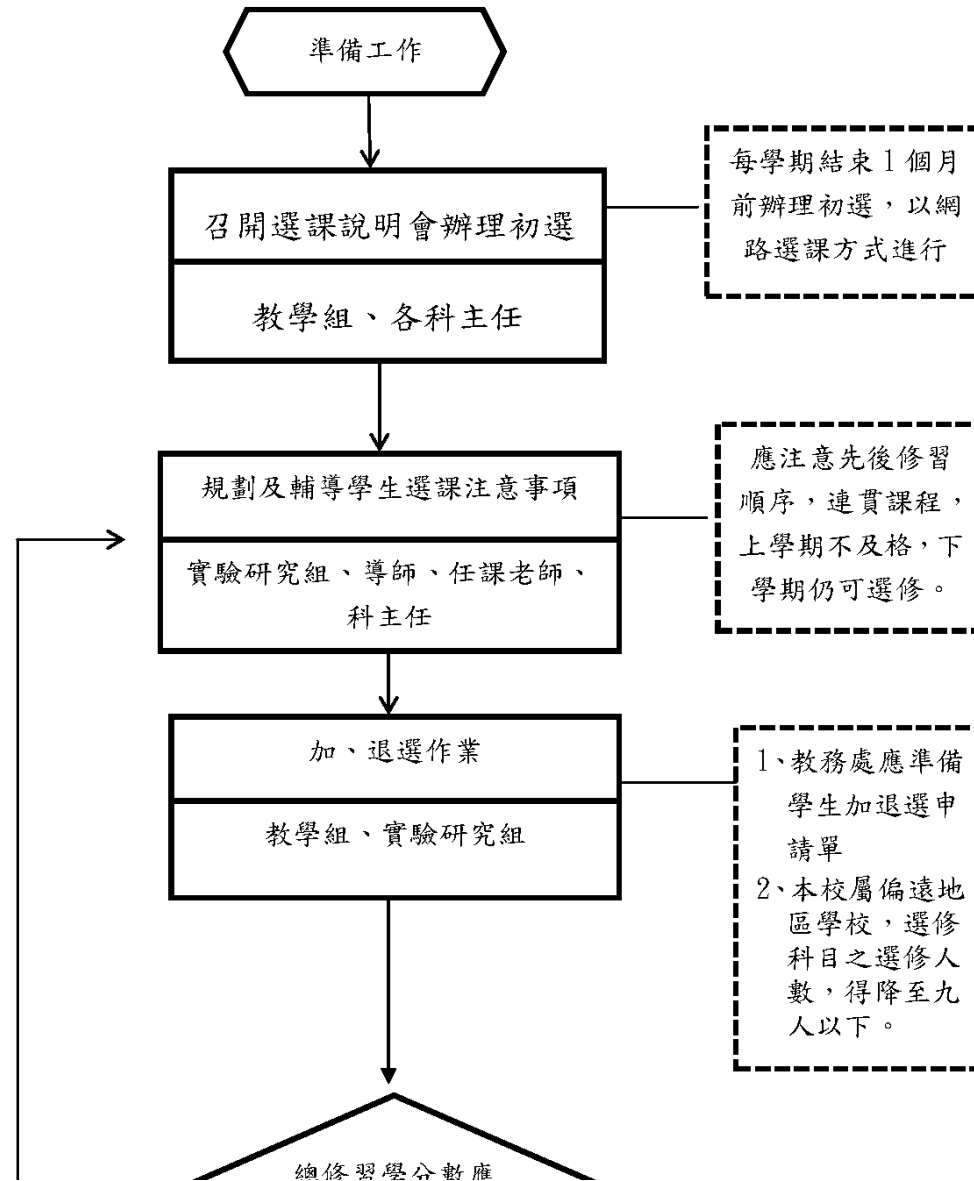 準備工作
召開選課說明會辦理初選
教學組、各科主任
每學期結束1個月
前辦理初選，以網
路選課方式進行
規劃及輔導學生選課注意事項
實驗研究組、導師、任課老師、
科主任
應注意先後修習
順序，連貫課程，
上學期不及格，下
學期仍可選修。
加、退選作業
教學組、實驗研究組
1、教務處應準備
學生加退選申
請單
2、本校屬偏遠地
區學校，選修
科目之選修人
數，得降至九
人以下。
總修習學分數應